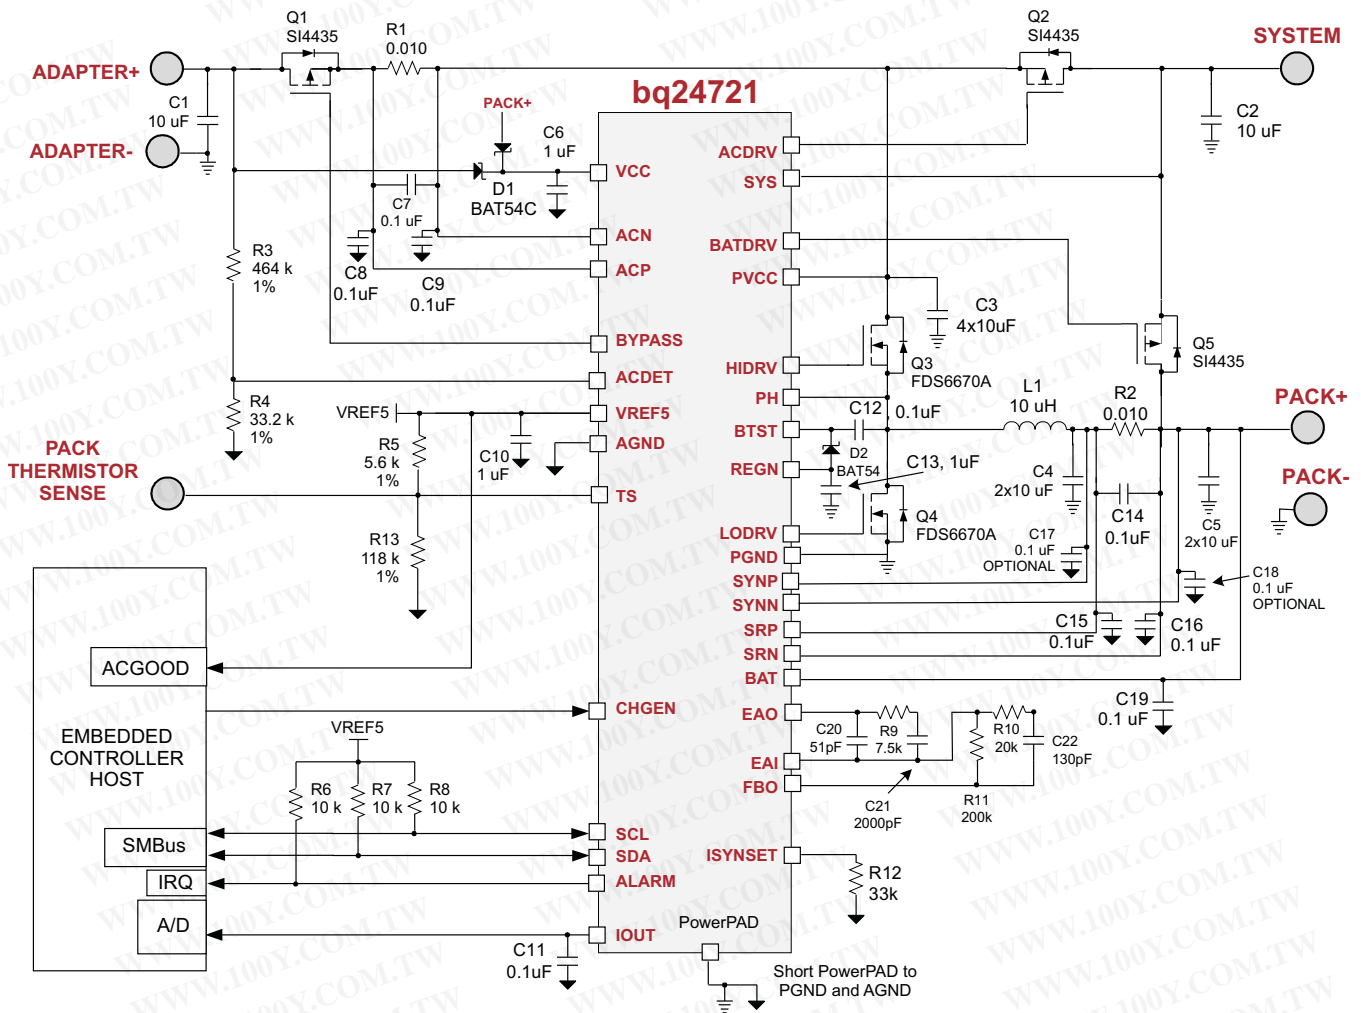 Q1
SI4435
R1
0.010
Q2
SI4435
SYSTEM
ADAPTER+
C1
10 uF
ADAPTER-
bq24721
C2
10 uF
PACK+
C6
1 uF
D1
BAT54C
C7
0.1 uF
VCC
ACN
ACP
BYPASS
ACDET
VREF5
AGND
TS
CHGEN
SCL
SDA
ALARM
IOUT
ACDRV
SYS
BATDRV
PVCC
HIDRV
PH
BTST
REGN
LODRV
PGND
SYNP
SYNN
SRP
SRN
BAT
EAO
EAI
FBO
ISYNSET
PowerPAD
R3
464 k
1%
C8
0.1uF
C9
0.1uF
C3
4x10uF
Q3
FDS6670A
Q5
SI4435
R4
33.2 k
1%
VREF5
R5
5.6 k
1%
C10
1 uF
C12
0.1uF
D2
BAT54
C13, 1uF
L1
10 uH
R2
0.010
PACK+
PACK-
PACK
THERMISTOR
SENSE
C4
2x10 uF
C14
0.1uF
C5
2x10 uF
Q4
FDS6670A
R13
118 k
1%
C17
0.1 uF
OPTIONAL
C18
0.1 uF
OPTIONAL
C15
0.1uF
C16
0.1 uF
C19
0.1 uF
ACGOOD
EMBEDDED
CONTROLLER
HOST
VREF5
R6
10 k
R7
10 k
R8
10 k
SMBus
IRQ
A/D
C20
51pF
R9
7.5k
R10
20k
C22
130pF
C21
2000pF
R11
200k
R12
33k
C11
0.1uF
Short PowerPAD to
PGND and AGND
WWW.100Y.COM.TW